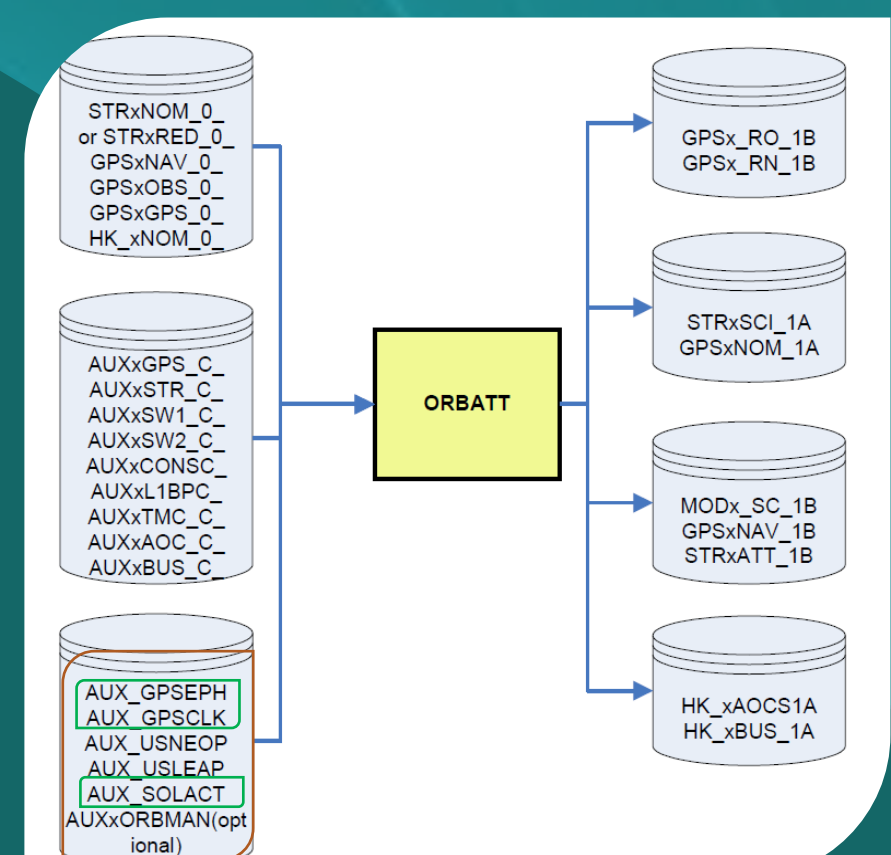 STRxNOM_0_
or STRxRED_0_
GPSxNAV_0_
GPSxOBS_0_
GPSxGPS_0_
HK_xNOM_0_
AUXxGPS_C_
AUXxSTR_C_
AUXxSW1_C_
AUXxSW2_C_
AUXxCONSC_
AUXxL1BPC_
AUXxTMC_C_
AUXxAOC_C_
AUXxBUS_C_
AUX_GPSEPH
AUX_GPSCLK
AUX_USNEOP
AUX_USLEAP
AUX_SOLACT
AUXxORBMAN(opt
ional)
ORBATT
GPSx_RO_1B
GPSx_RN_1B
STRxSCI_1A
GPSxNOM_1A
MODx_SC_1B
GPSxNAV_1B
STRxATT_1B
HK_xAOCS1A
HK_xBUS_1A